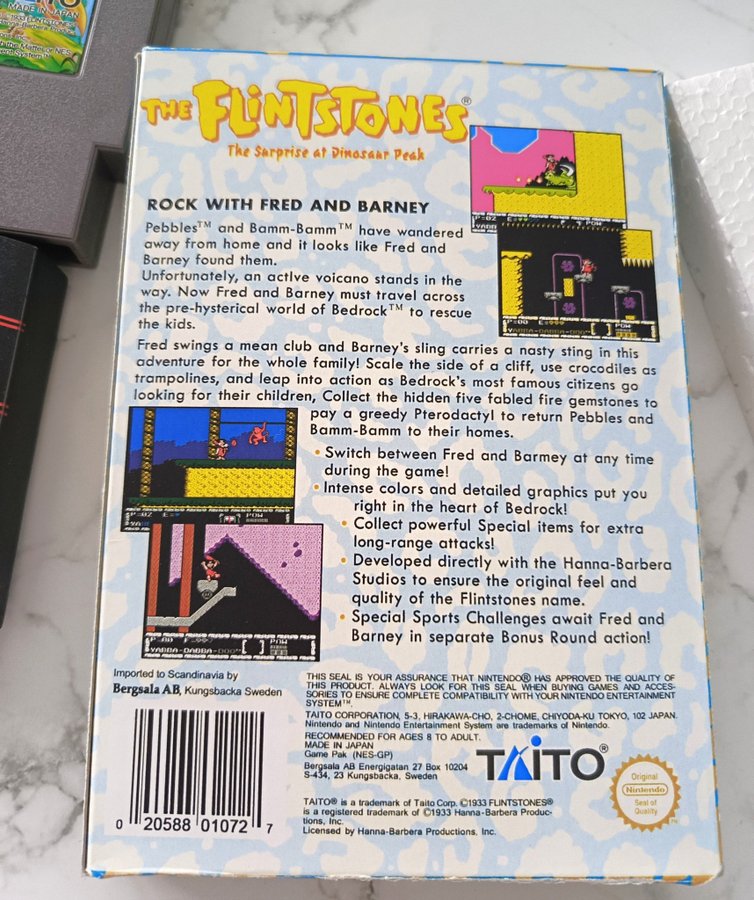 MADE IN JAPAN
THE FLINTSTONES®
The Surprise at Dinosaur Peak
ROCK WITH FRED AND BARNEY
Pebbles™ and Bamm-Bamm™ have wandered
away from home and it looks like Fred and
Barney found them.
Unfortunately, an active voicano stands in the
way. Now Fred and Barney must travel across
the pre-hysterical world of Bedrock™ to rescue
the kids.
Fred swings a mean club and Barney's sling carries a nasty sting in this
adventure for the whole family! Scale the side of a cliff, use crocodiles as
trampolines, and leap into action as Bedrock's most famous citizens go
looking for their children, Collect the hidden five fabled fire gemstones to
pay a greedy Pterodactyl to return Pebbles and
Bamm-Bamm to their homes.
• Switch between Fred and Barmey at any time
during the game!
• Intense colors and detailed graphics put you
right in the heart of Bedrock!
• Collect powerful Special items for extra
long-range attacks!
• Developed directly with the Hanna-Barbera
Studios to ensure the original feel and
quality of the Flintstones name.
• Special Sports Challenges await Fred and
Barney in separate Bonus Round action!
Imported to Scandinavia by
Bergsala AB, Kungsbacka Sweden
THIS SEAL IS YOUR ASSURANCE THAT NINTENDO® HAS APPROVED THE QUALITY OF
THIS PRODUCT. ALWAYS LOOK FOR THIS SEAL WHEN BUYING GAMES AND ACCES-
SORIES TO ENSURE COMPLETE COMPATIBILITY WITH YOUR NINTENDO ENTERTAINMENT
SYSTEM™.
TAITO CORPORATION, 5-3, HIRAKAWA-CHO, 2-CHOME, CHIYODA-KU TOKYO, 102 JAPAN.
Nintendo and Nintendo Entertainment System are trademarks of Nintendo.
RECOMMENDED FOR AGES 8 TO ADULT.
MADE IN JAPAN
Game Pak (NES-GP)
Bergsala AB Energigatan 27 Box 10204
S-434, 23 Kungsbacka, Sweden
TAITO®
Original
Nintendo
Seal of
Quality
TAITO® is a trademark of Taito Corp. ©1933 FLINTSTONES®
is a registered trademark of ©1933 Hanna-Barbera Produc-
tions, Inc.
Licensed by Hanna-Barbera Productions, Inc.
0 20588 01072 7